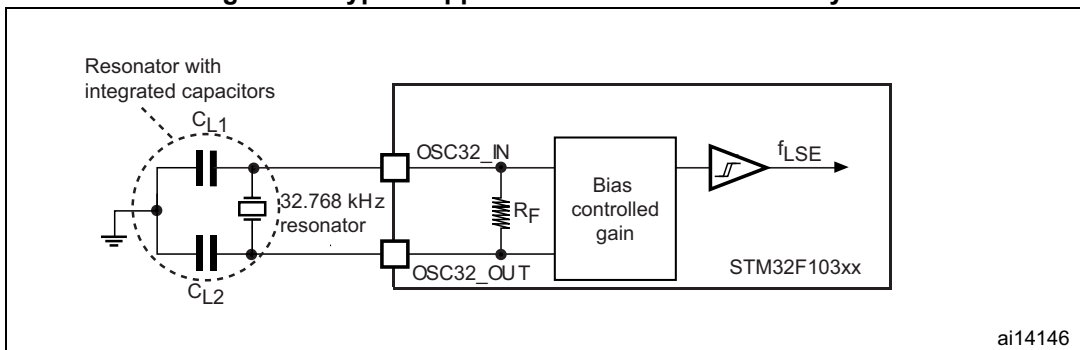 Resonator with
integrated capacitors
CL1
OSC32_IN
fLSE
32.768 kHz
resonator
RF
Bias
controlled
gain
OSC32_OUT
STM32F103xx
CL2
ai14146